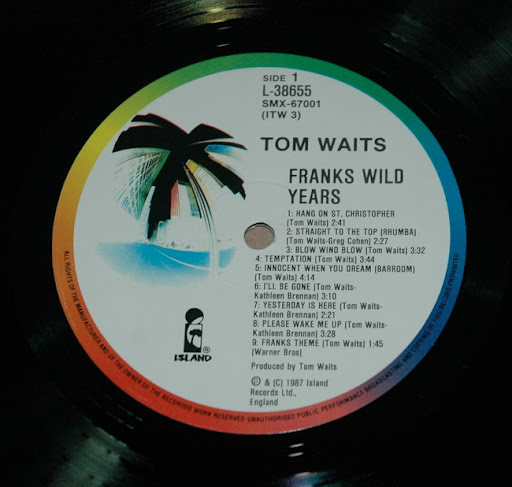 SIDE 1
L-38655
SMX-67001
(ITW 3)
TOM WAITS
FRANKS WILD
YEARS
1: HANG ON ST. CHRISTOPHER
(Tom Waits) 2:41
2: STRAIGHT TO THE TOP (RHUMBA)
(Tom Waits-Greg Cohen) 2:27
3: BLOW WIND BLOW (Tom Waits) 3:32
4: TEMPTATION (Tom Waits) 3:44
5: INNOCENT WHEN YOU DREAM (BARROOM)
(Tom Waits) 4:14
6: I'LL BE GONE (Tom Waits-
Kathleen Brennan) 3:10
7: YESTERDAY IS HERE (Tom Waits-
Kathleen Brennan) 2:21
8: PLEASE WAKE ME UP (Tom Waits-
Kathleen Brennan) 3:28
9: FRANKS THEME (Tom Waits) 1:45
(Warner Bros)
Produced by Tom Waits
Ⓟ & (C) 1987 Island
Records Ltd.,
England
ISLAND®
ALL RIGHTS OF THE MANUFACTURER AND OF THE OWNER OF THE RECORDED WORK RESERVED UNAUTHORISED PUBLIC PERFORMANCE BROADCASTING AND COPYING OF THIS RECORD PROHIBITED